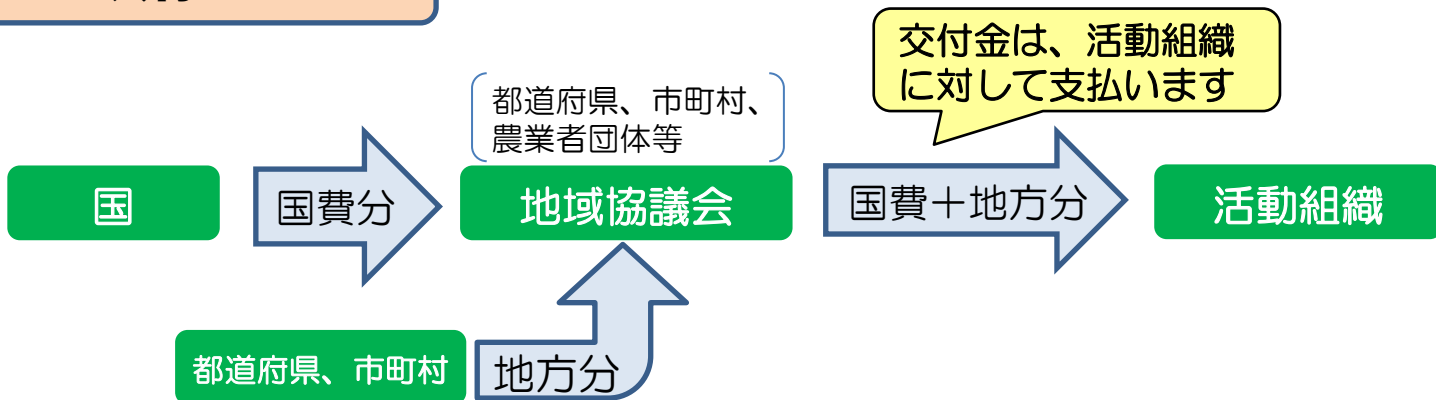 交付金は、活動組織
に対して支払います
都道府県、市町村、
農業者団体等
国
国費分
地域協議会
国費＋地方分
活動組織
都道府県、市町村
地方分